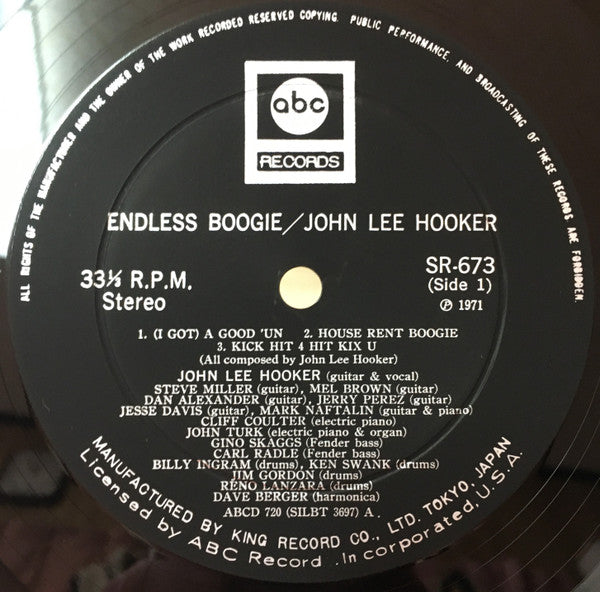 ALL RIGHTS OF THE MANUFACTURER AND THE OWNER OF THE WORK RECORDED RESERVED COPYING, PUBLIC PERFORMANCE, AND BROADCASTING OF THESE RECORDS ARE FORBIDDEN.
abc
RECORDS
ENDLESS BOOGIE/JOHN LEE HOOKER
33⅓ R.P.M.
Stereo
SR-673
(Side 1)
℗ 1971
1. (I GOT) A GOOD 'UN 2. HOUSE RENT BOOGIE
3. KICK HIT 4 HIT KIX U
(All composed by John Lee Hooker)
JOHN LEE HOOKER (guitar & vocal)
STEVE MILLER (guitar), MEL BROWN (guitar)
DAN ALEXANDER (guitar), JERRY PEREZ (guitar)
JESSE DAVIS (guitar), MARK NAFTALIN (guitar & piano)
CLIFF COULTER (electric piano)
JOHN TURK (electric piano & organ)
GINO SKAGGS (Fender bass)
CARL RADLE (Fender bass)
BILLY INGRAM (drums), KEN SWANK (drums)
JIM GORDON (drums)
RENO LANZARA (drums)
DAVE BERGER (harmonica)
ABCD 720 (SILBT 3697) A.
MANUFACTURED BY KING RECORD CO., LTD. TOKYO, JAPAN
Licensed by ABC Record .Incorporated, U.S.A.